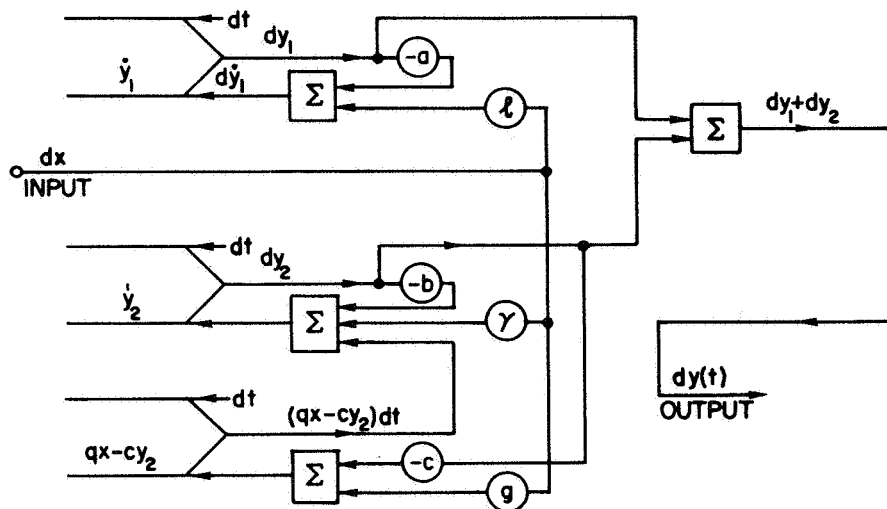 dt
dy₁
-a
ẏ₁
dẏ₁
Σ
ℓ
Σ
dy₁+dy₂
dx
INPUT
dt
dy₂
-b
ẏ₂
Σ
γ
dt
(qx-cy₂)dt
dy(t)
OUTPUT
qx-cy₂
Σ
-c
g